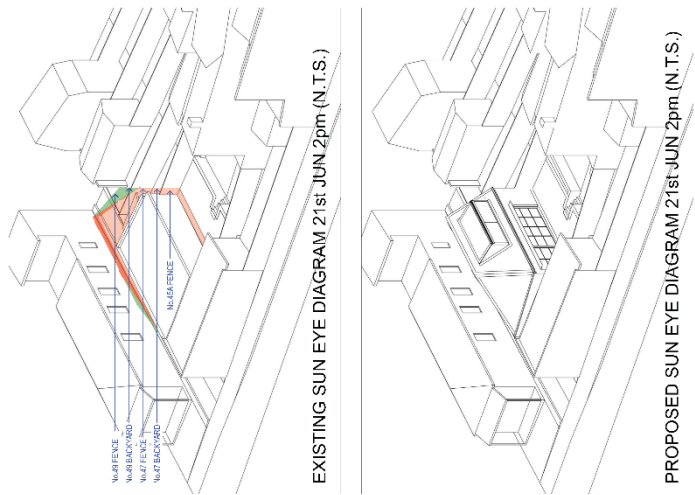 No.49 FENCE
No.49 BACKYARD
No.47 FENCE
No.47 BACKYARD
No.45A FENCE
EXISTING SUN EYE DIAGRAM 21st JUN 2pm (N.T.S.)
PROPOSED SUN EYE DIAGRAM 21st JUN 2pm (N.T.S.)